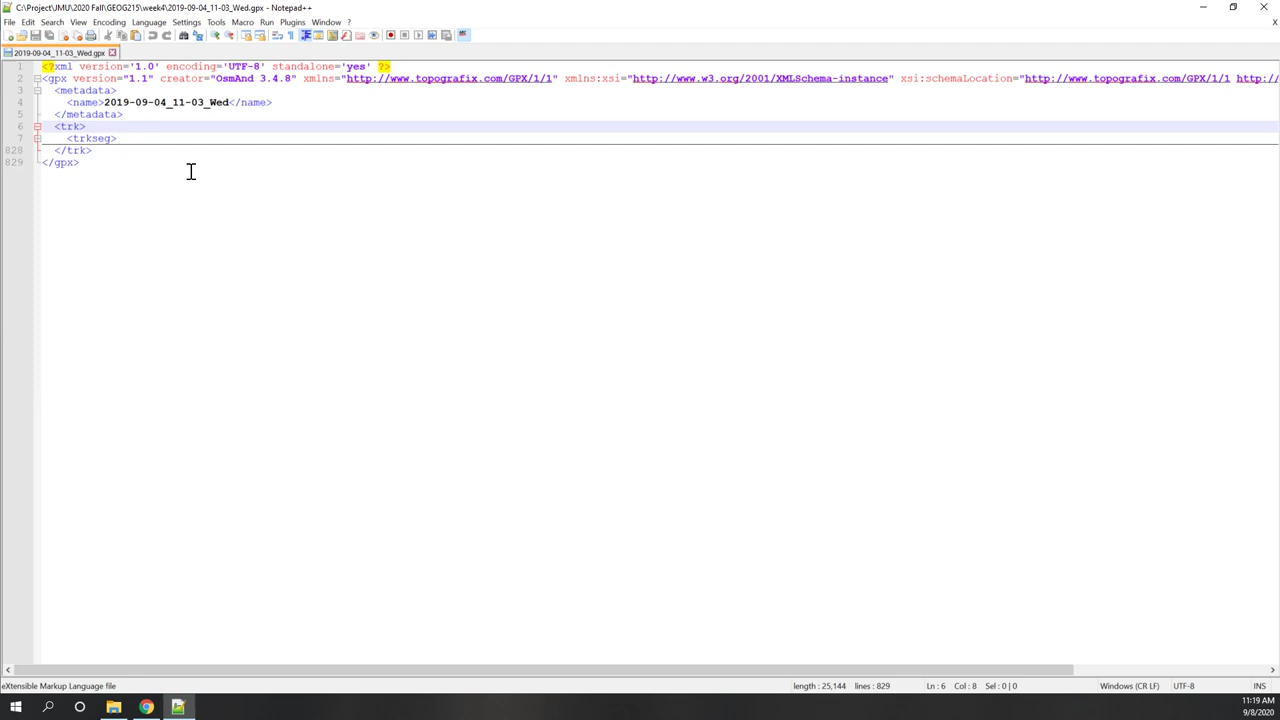 C:\Project\JMU\2020 Fall\GEOG215\week4\2019-09-04_11-03_Wed.gpx - Notepad++
File Edit Search View Encoding Language Settings Tools Macro Run Plugins Window ?
X
2019-09-04_11-03_Wed.gpx
1 <?xml version='1.0' encoding='UTF-8' standalone='yes' ?>
2 <gpx version="1.1" creator="OsmAnd 3.4.8" xmlns="http://www.topografix.com/GPX/1/1" xmlns:xsi="http://www.w3.org/2001/XMLSchema-instance" xsi:schemaLocation="http://www.topografix.com/GPX/1/1 http://
3 <metadata>
4 <name>2019-09-04_11-03_Wed</name>
5 </metadata>
6 <trk>
7 <trkseg>
828 </trk>
829 </gpx>
eXtensible Markup Language file length : 25,144 lines : 829 Ln : 6 Col : 8 Sel : 0 | 0 Windows (CR LF) UTF-8 INS
11:19 AM
9/8/2020